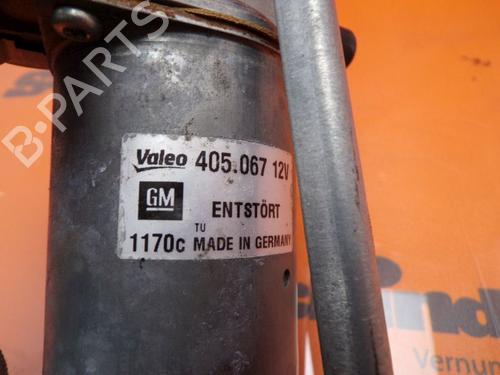 B-PARTS
Valeo 405.067 12V
GM ENTSTÖRT
TU
1170c MADE IN GERMANY
Vernun